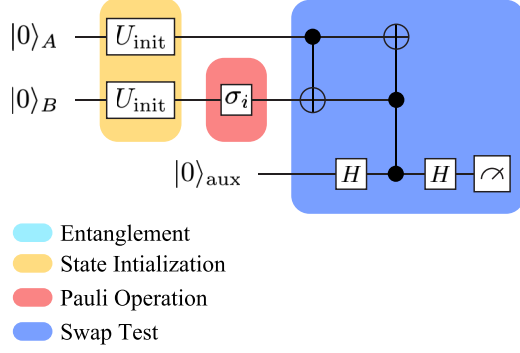 |0⟩_A U_init
|0⟩_B U_init σ_i
|0⟩_aux H H
Entanglement
State Intialization
Pauli Operation
Swap Test